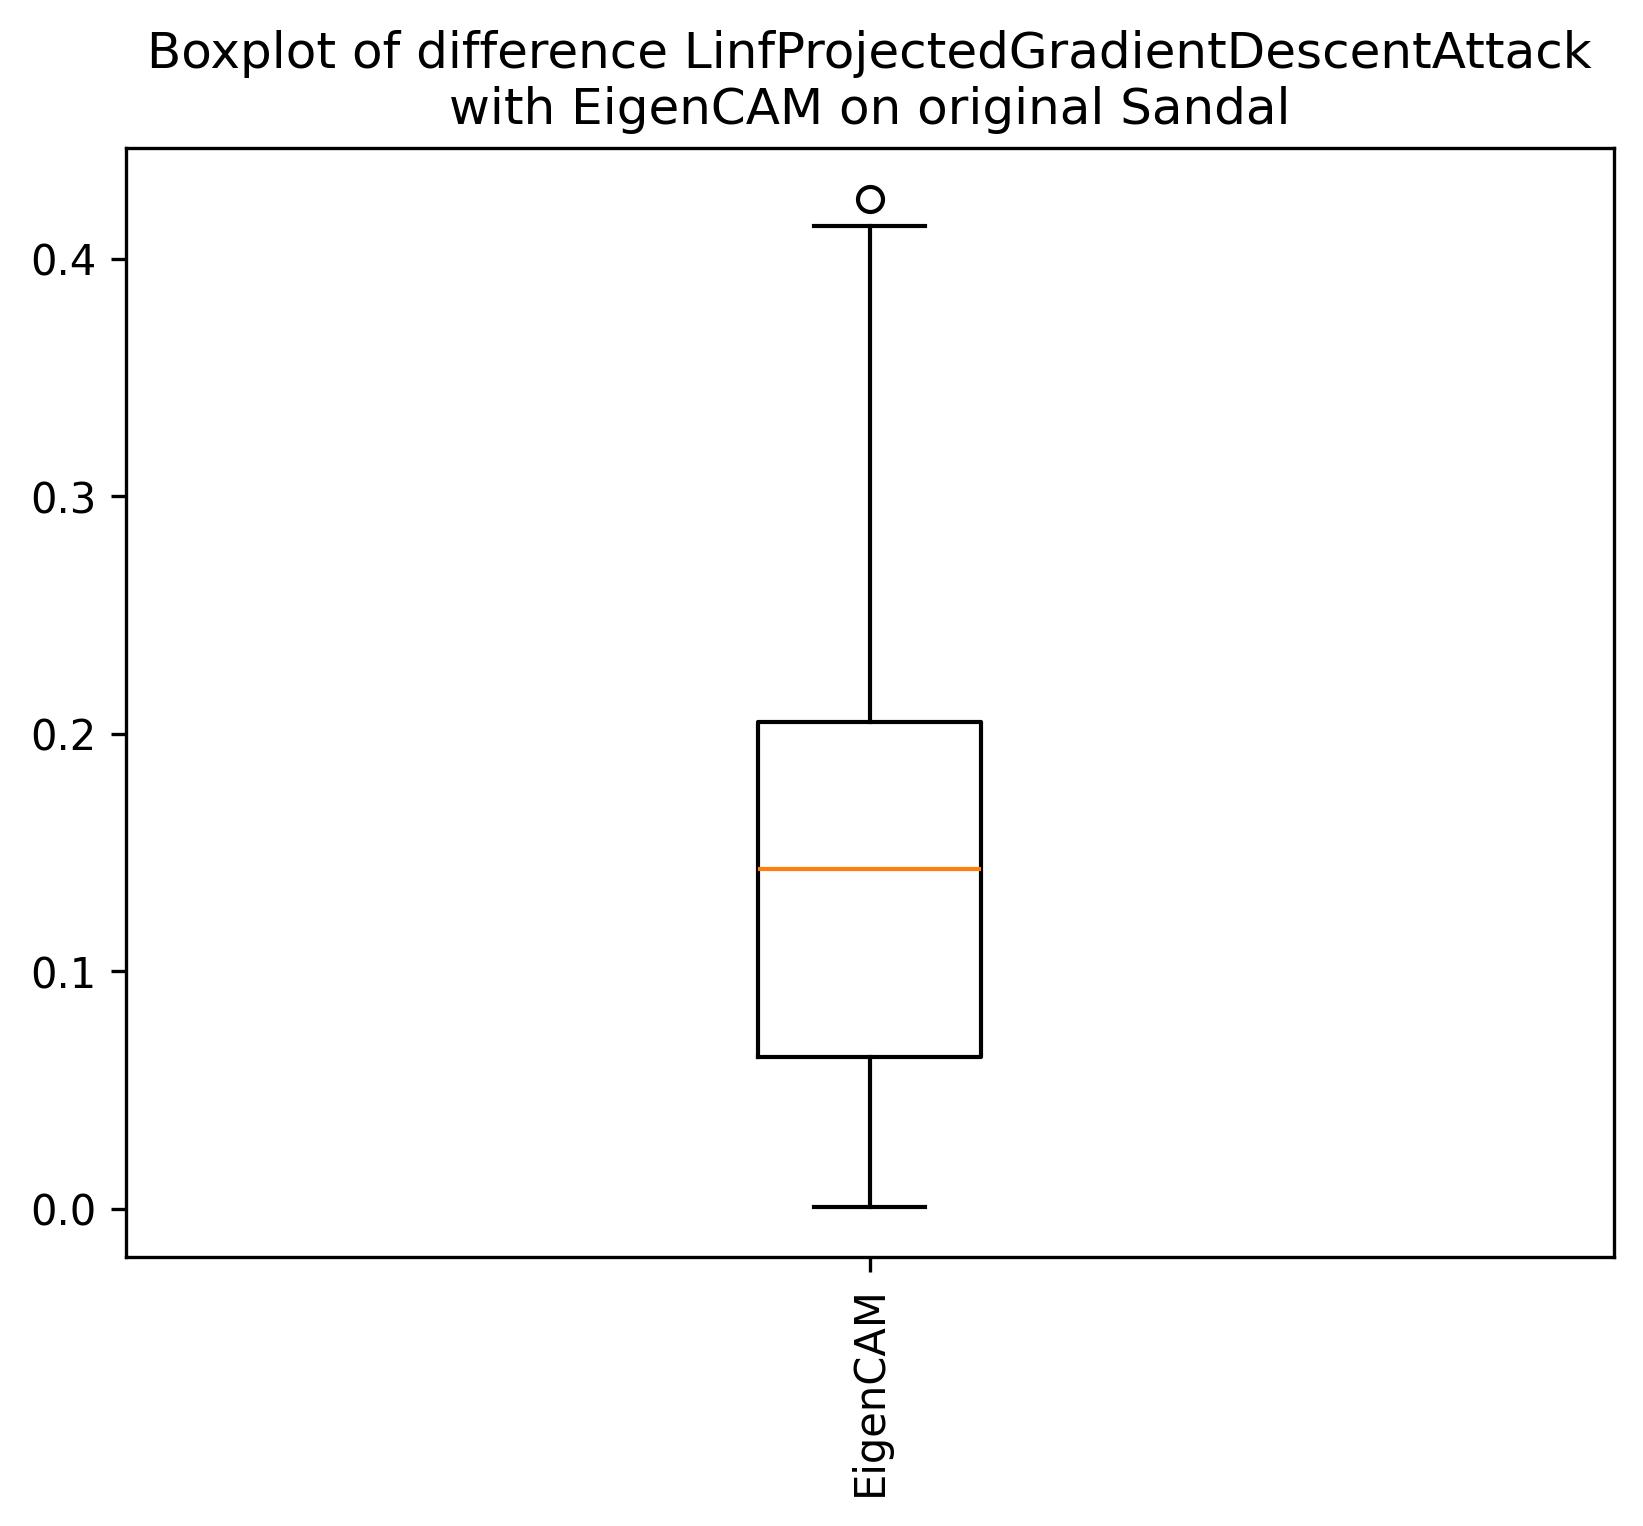 Boxplot of difference LinfProjectedGradientDescentAttack
with EigenCAM on original Sandal
0.4
0.3
0.2
0.1
0.0
EigenCAM